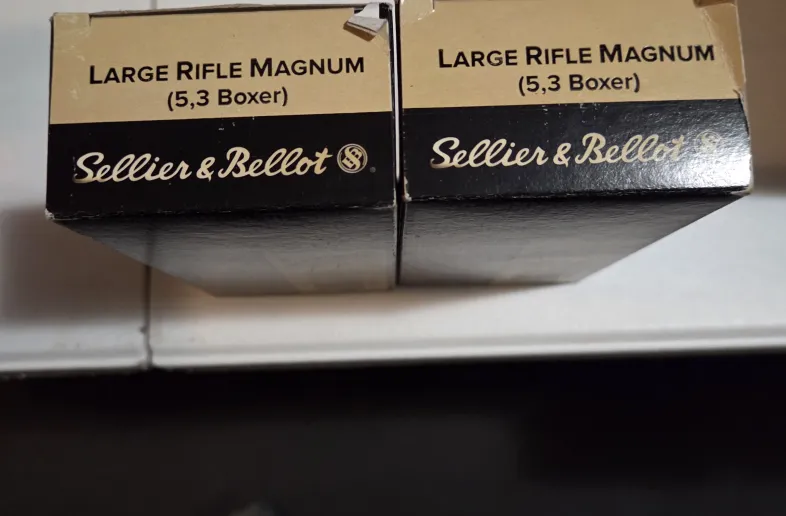 LARGE RIFLE MAGNUM
(5,3 Boxer)
Sellier & Bellot
LARGE RIFLE MAGNUM
(5,3 Boxer)
Sellier & Bellot